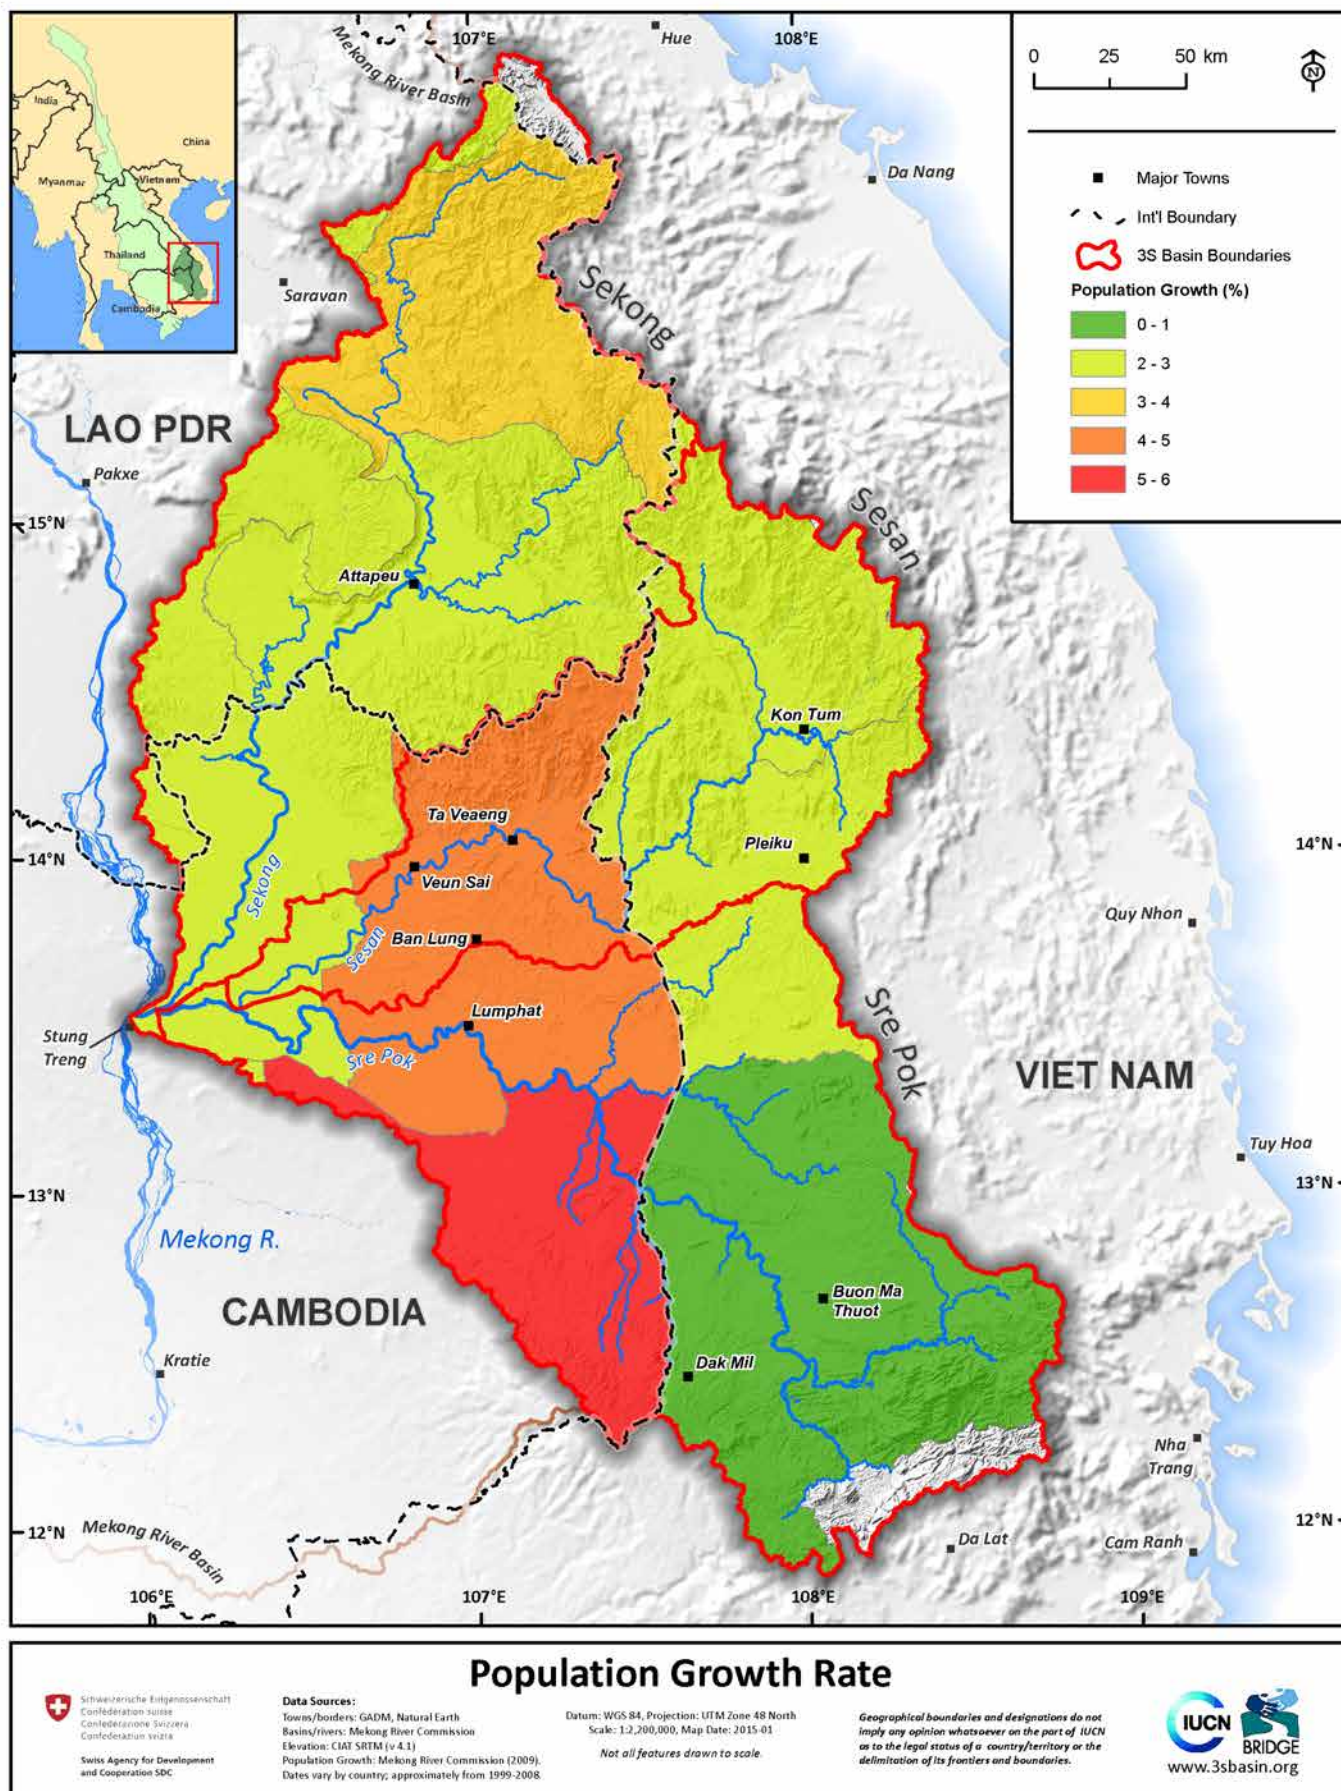 107°E
108°E
Hue
Mekong River Basin
0 25 50 km
N
India
China
Myanmar
Vietnam
Thailand
Cambodia
Da Nang
Major Towns
Int'l Boundary
3S Basin Boundaries
Population Growth (%)
0 - 1
2 - 3
3 - 4
4 - 5
5 - 6
Saravan
Sekong
LAO PDR
Pakxe
15°N
Sesan
Attapeu
Kon Tum
Ta Veaeng
Pleiku
14°N
14°N
Veun Sai
Sekong
Quy Nhon
Ban Lung
Sesan
Lumphat
Stung
Treng
Sre Pok
Sre Pok
VIET NAM
Tuy Hoa
13°N
13°N
Mekong R.
Buon Ma
Thuot
CAMBODIA
Kratie
Dak Mil
Nha
Trang
12°N
12°N
Mekong River Basin
Da Lat
Cam Ranh
106°E
107°E
108°E
109°E
Population Growth Rate
Schweizerische Eidgenossenschaft
Confédération suisse
Confederazione Svizzera
Confederaziun svizra
Swiss Agency for Development
and Cooperation SDC
Data Sources:
Towns/borders: GADM, Natural Earth
Basins/rivers: Mekong River Commission
Elevation: CIAT SRTM (v 4.1)
Population Growth: Mekong River Commission (2009).
Dates vary by country; approximately from 1999-2008.
Datum: WGS 84, Projection: UTM Zone 48 North
Scale: 1:2,200,000, Map Date: 2015-01
Not all features drawn to scale.
Geographical boundaries and designations do not
imply any opinion whatsoever on the part of IUCN
as to the legal status of a country/territory or the
delimitation of its frontiers and boundaries.
IUCN
BRIDGE
www.3sbasin.org